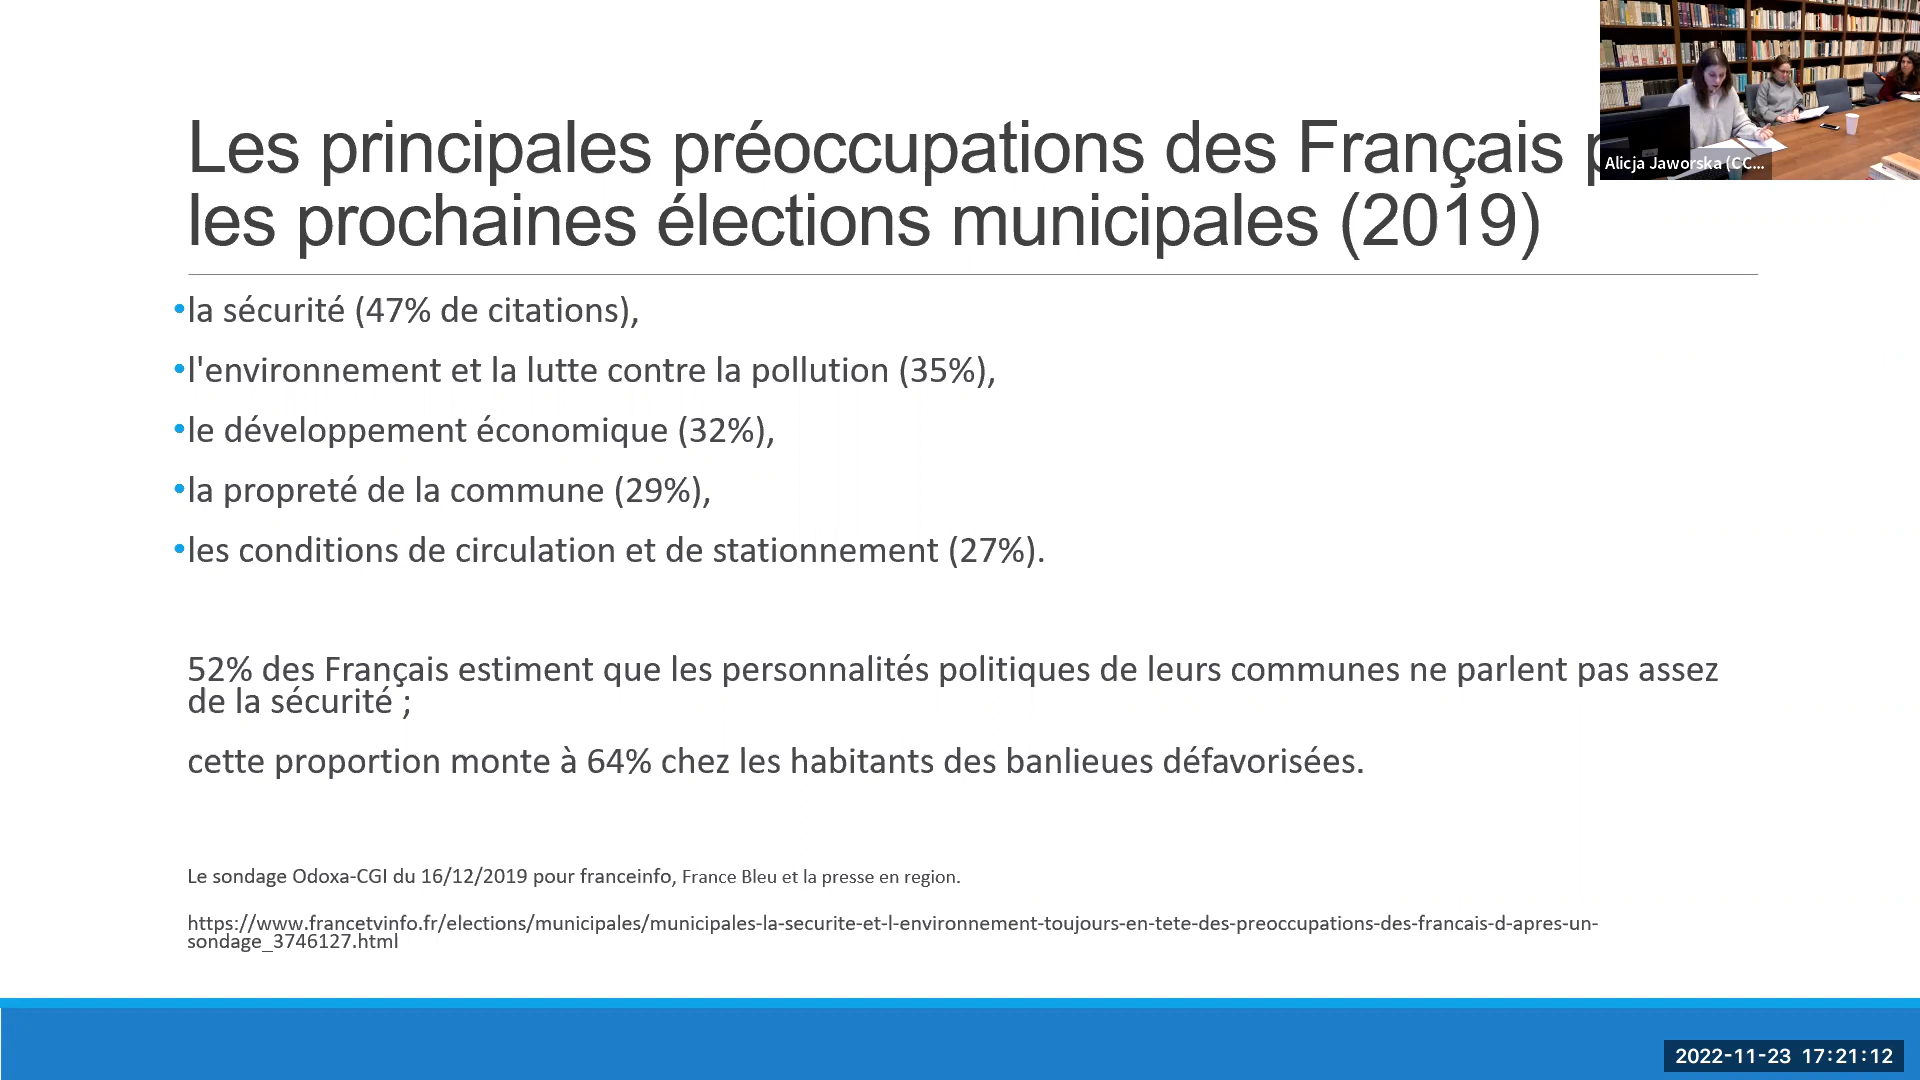 Les principales préoccupations des Français
les prochaines élections municipales (2019)
•la sécurité (47% de citations),
•l'environnement et la lutte contre la pollution (35%),
•le développement économique (32%),
•la propreté de la commune (29%),
•les conditions de circulation et de stationnement (27%).
52% des Français estiment que les personnalités politiques de leurs communes ne parlent pas assez
de la sécurité ;
cette proportion monte à 64% chez les habitants des banlieues défavorisées.
Le sondage Odoxa-CGI du 16/12/2019 pour franceinfo, France Bleu et la presse en region.
https://www.francetvinfo.fr/elections/municipales/municipales-la-securite-et-l-environnement-toujours-en-tete-des-preoccupations-des-francais-d-apres-un-
sondage_3746127.html
Alicja Jaworska (CC...
2022-11-23 17:21:12